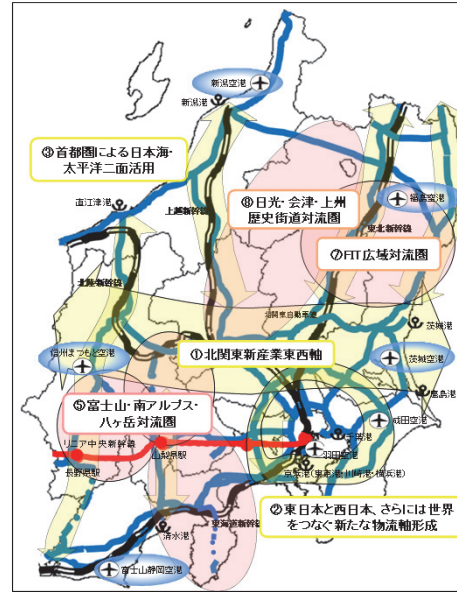 新潟空港
新潟港
③首都圏による日本海・
太平洋二面活用
福島空港
直江津港
上越新幹線
⑧日光・会津・上州
歴史街道対流圏
東北新幹線
⑦FIT広域対流圏
北陸新幹線
北関東自動車道
茨城港
①北関東新産業東西軸
信州まつもと空港
茨城空港
鹿島港
⑤富士山・南アルプス・
八ヶ岳対流圏
成田空港
リニア中央新幹線
山梨県駅
千葉港
羽田空港
長野県駅
京浜港(東京港・川崎港・横浜港)
②東日本と西日本、さらには世界
をつなぐ新たな物流軸形成
東海道新幹線
清水港
富士山静岡空港